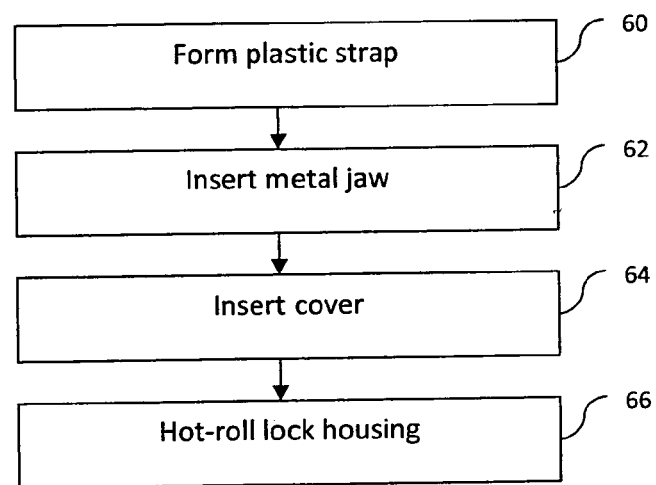 Form plastic strap
60
Insert metal jaw
62
Insert cover
64
Hot-roll lock housing
66